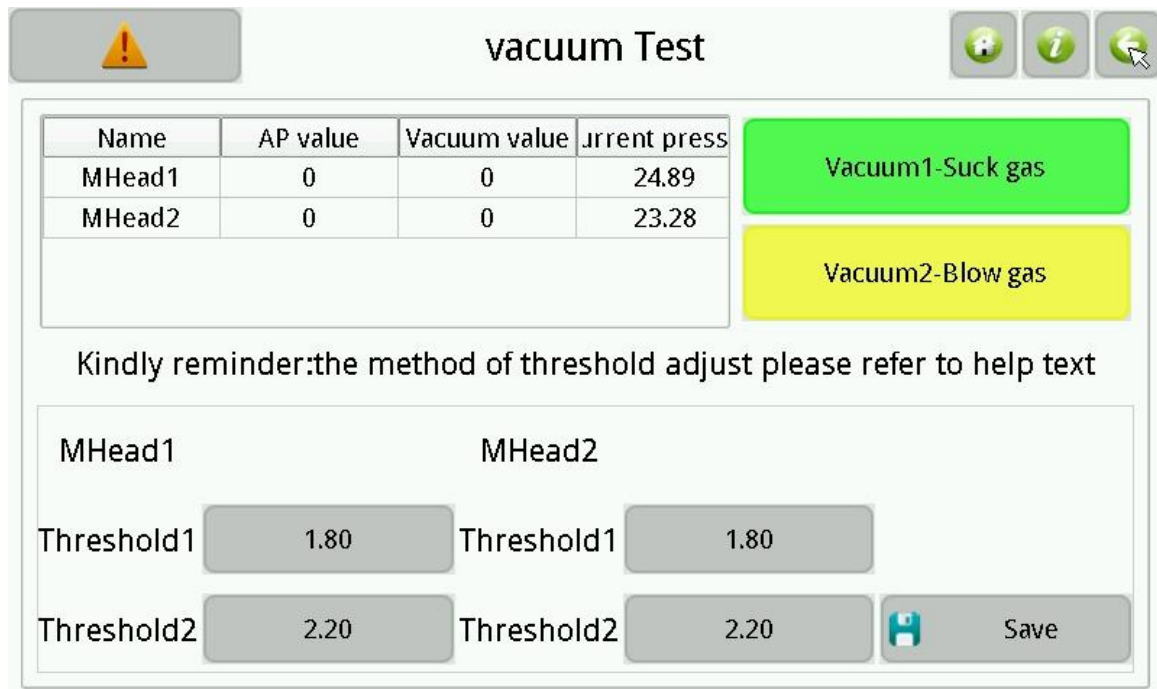 vacuum Test
Name AP value Vacuum value urrent press
MHead1 0 0 24.89
MHead2 0 0 23.28
Vacuum1-Suck gas
Vacuum2-Blow gas
Kindly reminder:the method of threshold adjust please refer to help text
MHead1 MHead2
Threshold1 1.80 Threshold1 1.80
Threshold2 2.20 Threshold2 2.20 Save